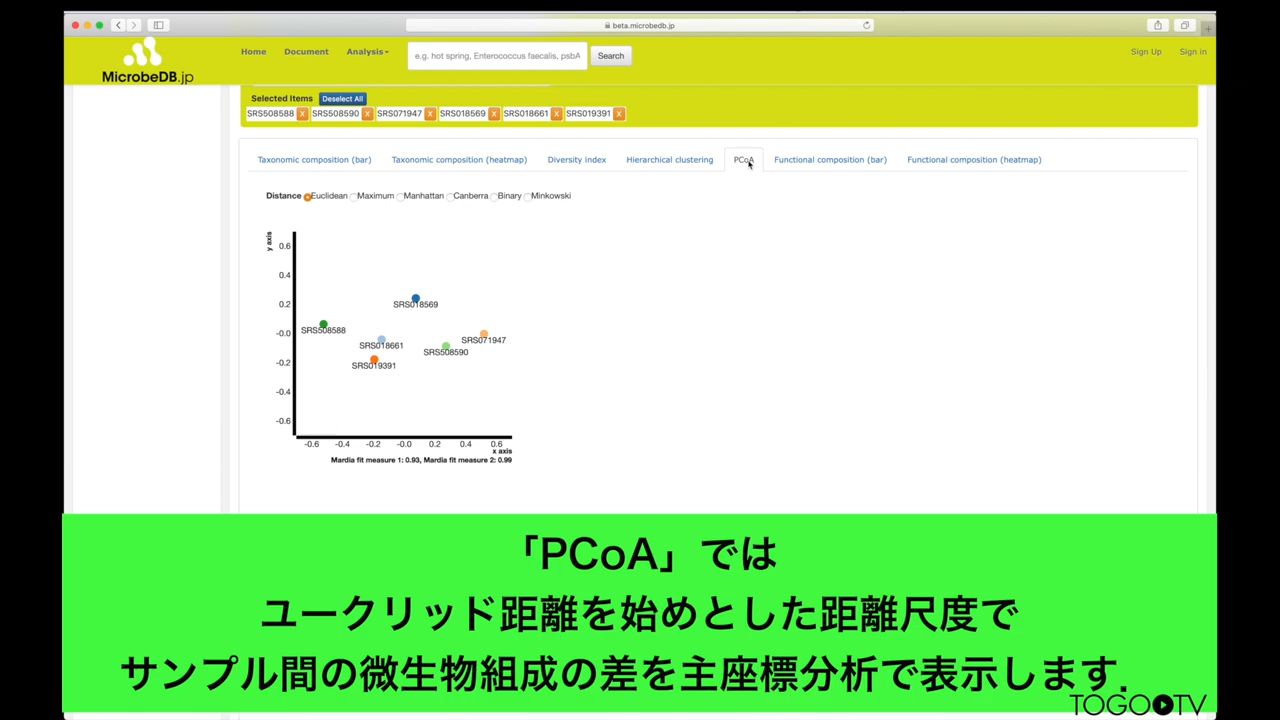 beta.microbedb.jp
MicrobeDB.jp
Home Document Analysis e.g. hot spring, Enterococcus faecalis, psbA Search Sign Up Sign in
Selected Items Deselect All
SRS508588 X SRS508590 X SRS071947 X SRS018569 X SRS018661 X SRS019391 X
Taxonomic composition (bar) Taxonomic composition (heatmap) Diversity index Hierarchical clustering PCoA Functional composition (bar) Functional composition (heatmap)
Distance Euclidean Maximum Manhattan Canberra Binary Minkowski
y axis
0.6
0.4
0.2
-0.0
-0.2
-0.4
-0.6
SRS018569
SRS508588
SRS071947
SRS018661
SRS508590
SRS019391
-0.6 -0.4 -0.2 -0.0 0.2 0.4 0.6
x axis
Mardia fit measure 1: 0.93, Mardia fit measure 2: 0.99
「PCoA」では
ユークリッド距離を始めとした距離尺度で
サンプル間の微生物組成の差を主座標分析で表示します.
TOGOTV